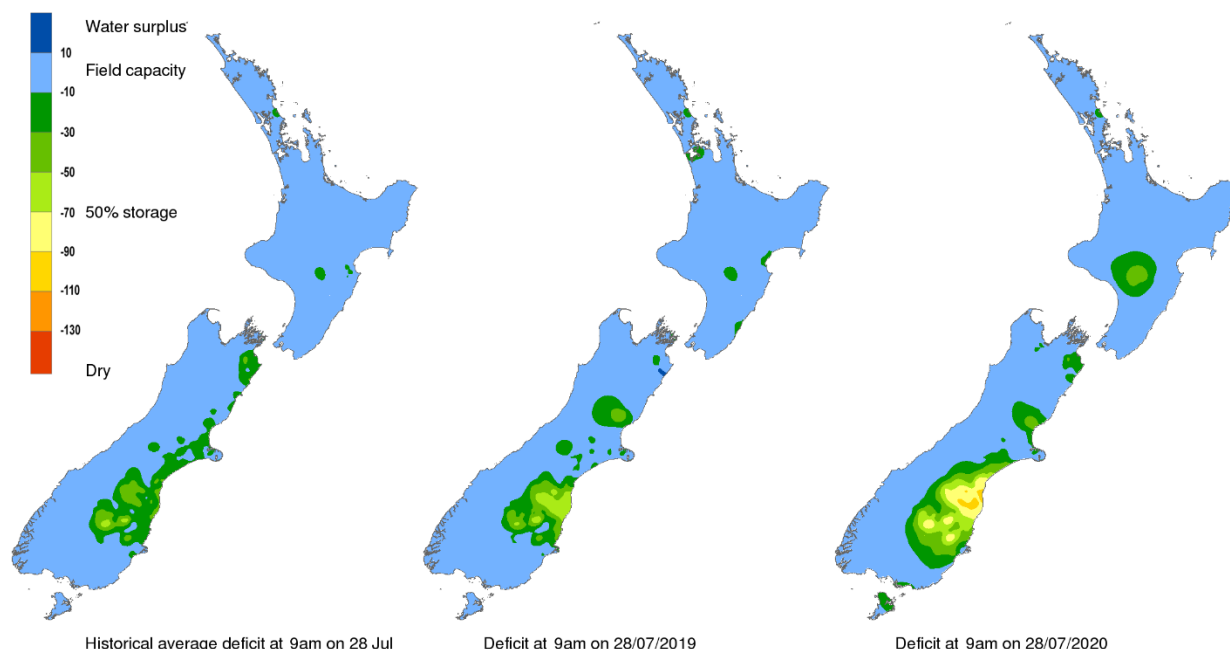 Water surplus
10
Field capacity
-10
-30
-50
50% storage
-70
-90
-110
-130
Dry
Historical average deficit at 9am on 28 Jul
Deficit at 9am on 28/07/2019
Deficit at 9am on 28/07/2020